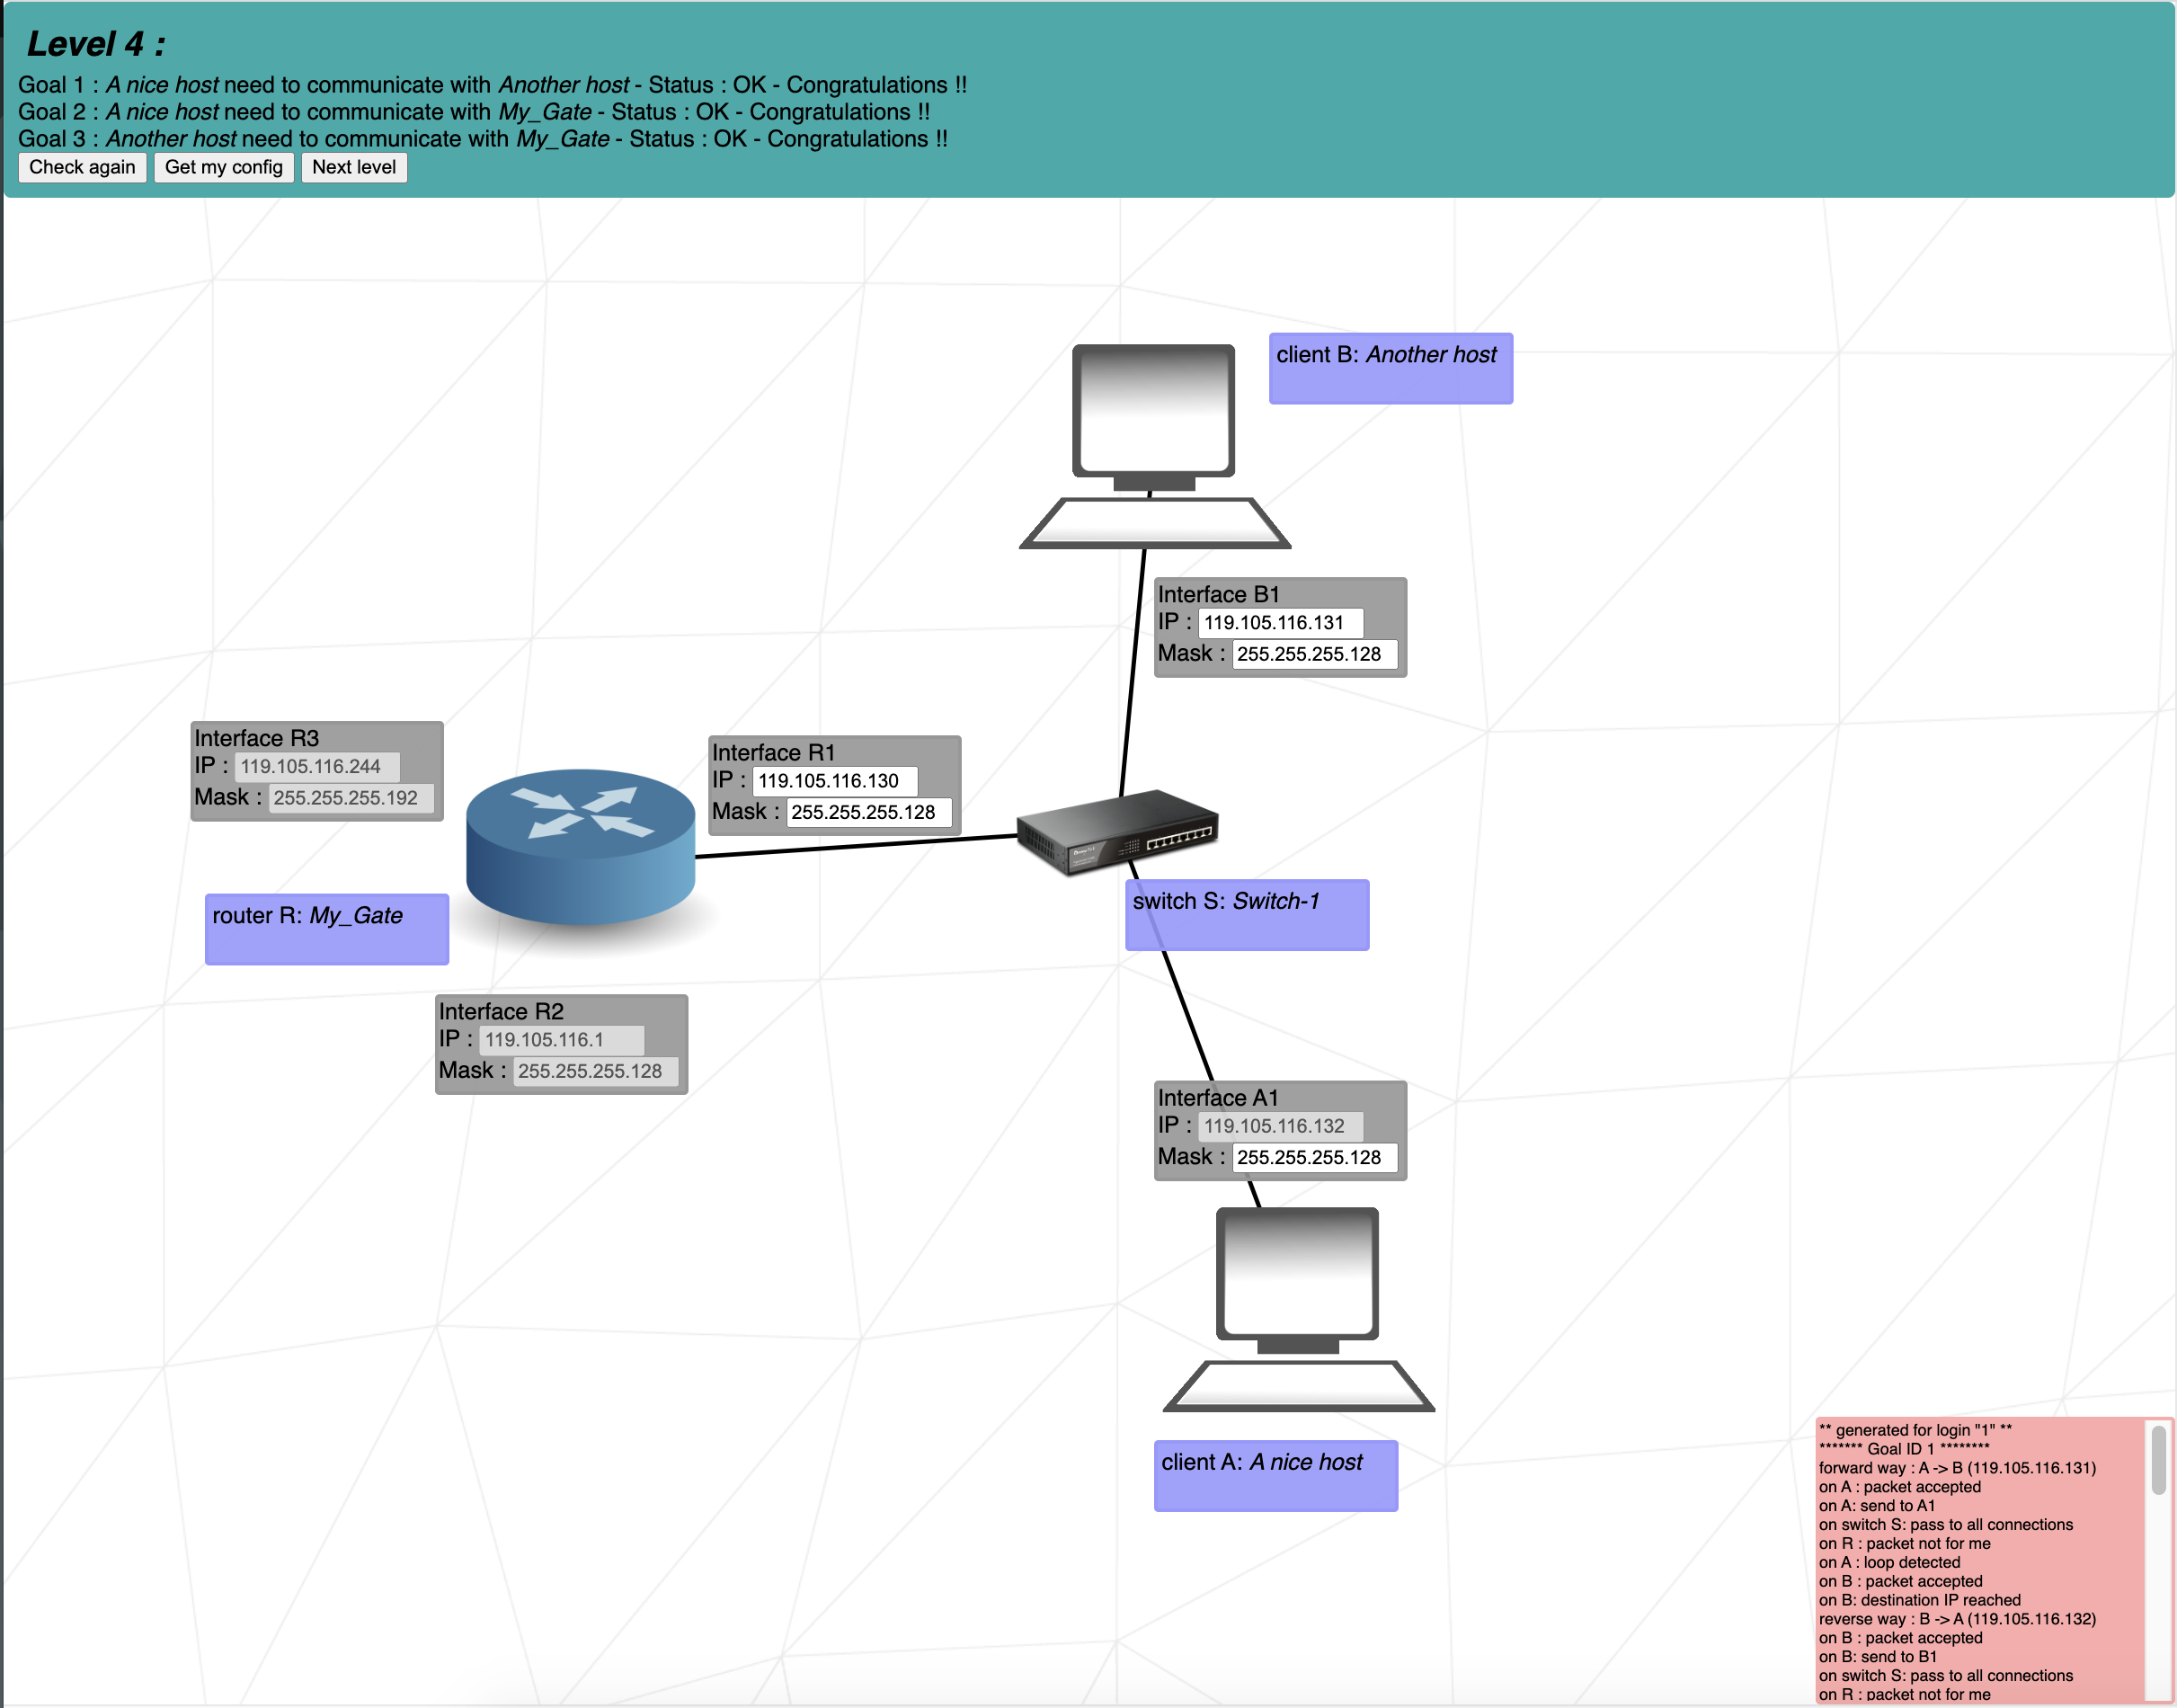 Level 4 :
Goal 1 : A nice host need to communicate with Another host - Status : OK - Congratulations !!
Goal 2 : A nice host need to communicate with My_Gate - Status : OK - Congratulations !!
Goal 3 : Another host need to communicate with My_Gate - Status : OK - Congratulations !!
Check again Get my config Next level
client B: Another host
Interface B1
IP : 119.105.116.131
Mask : 255.255.255.128
Interface R3
IP : 119.105.116.244
Mask : 255.255.255.192
Interface R1
IP : 119.105.116.130
Mask : 255.255.255.128
router R: My_Gate
switch S: Switch-1
Interface R2
IP : 119.105.116.1
Mask : 255.255.255.128
Interface A1
IP : 119.105.116.132
Mask : 255.255.255.128
client A: A nice host
** generated for login "1" **
******* Goal ID 1 ********
forward way : A -> B (119.105.116.131)
on A : packet accepted
on A: send to A1
on switch S: pass to all connections
on R : packet not for me
on A : loop detected
on B : packet accepted
on B: destination IP reached
reverse way : B -> A (119.105.116.132)
on B : packet accepted
on B: send to B1
on switch S: pass to all connections
on R : packet not for me